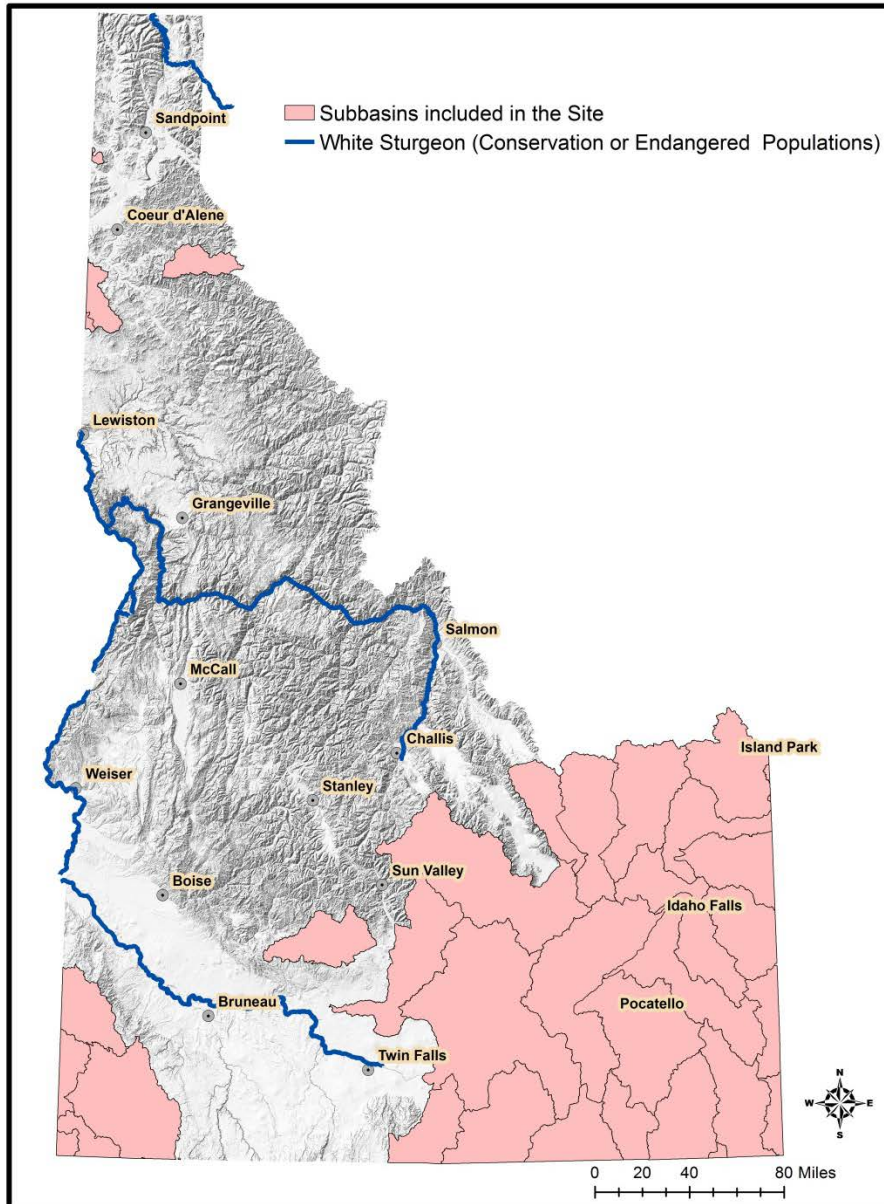 Sandpoint
Subbasins included in the Site
White Sturgeon (Conservation or Endangered Populations)
Coeur d'Alene
Lewiston
Grangeville
Salmon
McCall
Island Park
Challis
Weiser
Stanley
Sun Valley
Boise
Idaho Falls
Bruneau
Pocatello
Twin Falls
N
W E
S
0 20 40 80 Miles